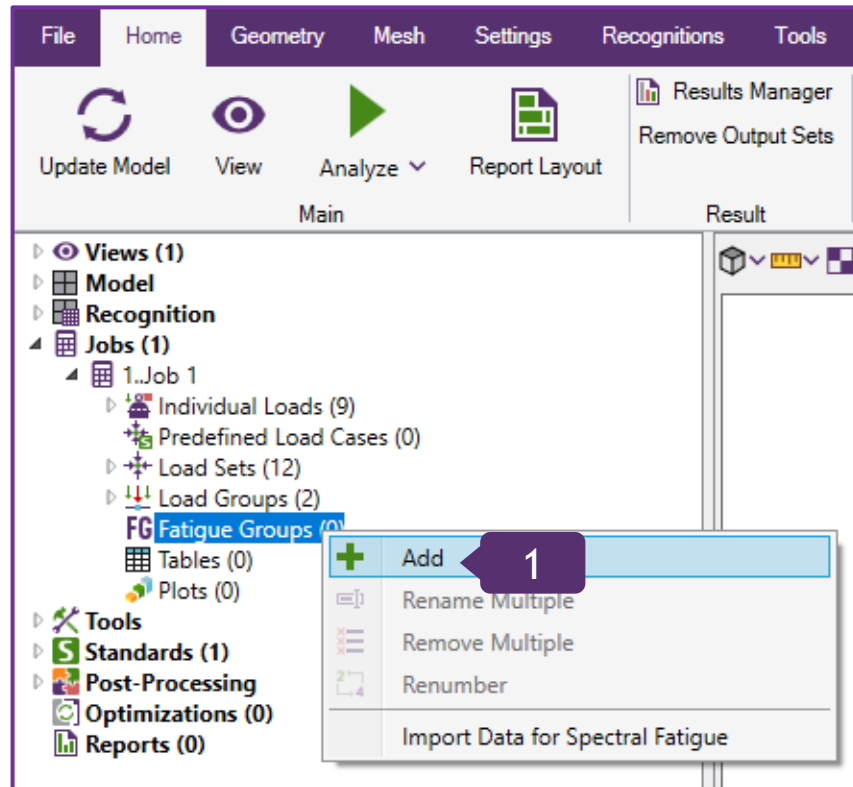 File Home Geometry Mesh Settings Recognitions Tools
Results Manager
Remove Output Sets
Update Model View Analyze Report Layout
Main Result
Views (1)
Model
Recognition
Jobs (1)
1..Job 1
Individual Loads (9)
Predefined Load Cases (0)
Load Sets (12)
Load Groups (2)
FG Fatigue Groups (0)
Tables (0)
Plots (0)
Tools
Standards (1)
Post-Processing
Optimizations (0)
Reports (0)
Add
1
Rename Multiple
Remove Multiple
Renumber
Import Data for Spectral Fatigue